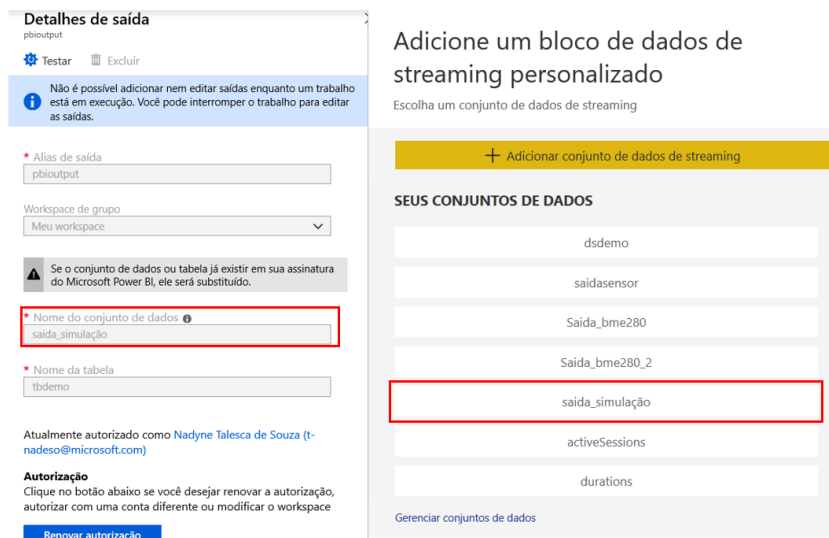 Detalhes de saída
pbioutput
Testar Excluir
Não é possível adicionar nem editar saídas enquanto um trabalho
está em execução. Você pode interromper o trabalho para editar
as saídas.
* Alias de saída
pbioutput
Workspace de grupo
Meu workspace
Se o conjunto de dados ou tabela já existir em sua assinatura
do Microsoft Power BI, ele será substituído.
* Nome do conjunto de dados
saida_simulação
* Nome da tabela
tbdemo
Atualmente autorizado como Nadyne Talesca de Souza (t-
nadeso@microsoft.com)
Autorização
Clique no botão abaixo se você desejar renovar a autorização,
autorizar com uma conta diferente ou modificar o workspace
Renovar autorização
Adicione um bloco de dados de
streaming personalizado
Escolha um conjunto de dados de streaming
+ Adicionar conjunto de dados de streaming
SEUS CONJUNTOS DE DADOS
dsdemo
saidasensor
Saida_bme280
Saida_bme280_2
saida_simulação
activeSessions
durations
Gerenciar conjuntos de dados